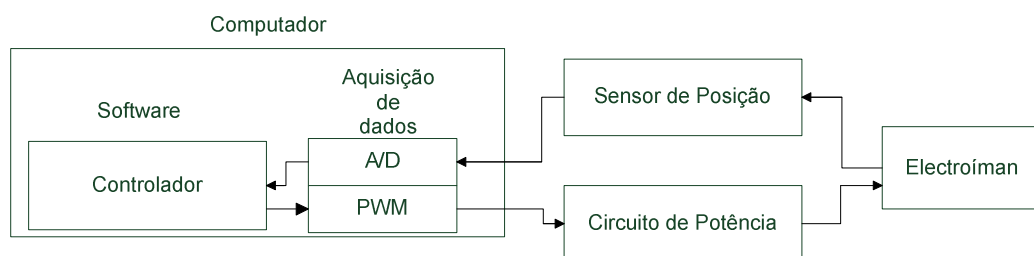 Computador
Software
Aquisição
de
dados
Controlador
A/D
PWM
Sensor de Posição
Circuito de Potência
Electroíman